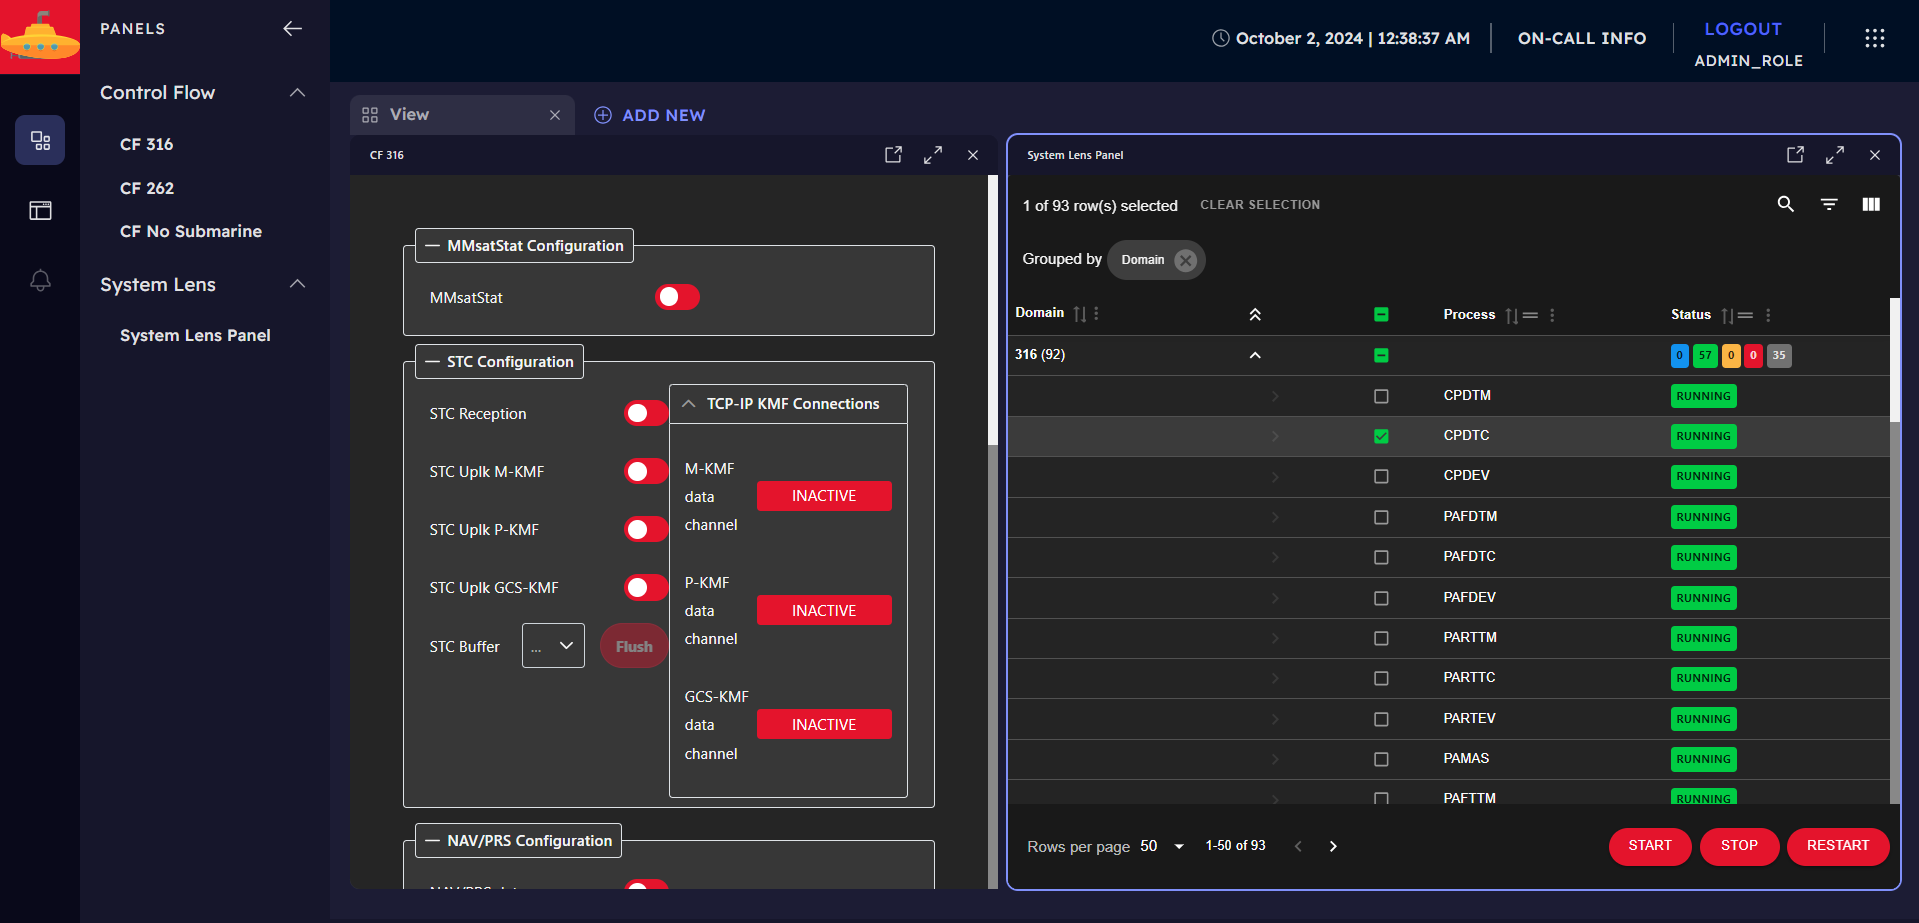 PANELS
Control Flow
CF 316
CF 262
CF No Submarine
System Lens
System Lens Panel
October 2, 2024 | 12:38:37 AM
ON-CALL INFO
LOGOUT
ADMIN_ROLE
View
ADD NEW
CF 316
MMsatStat Configuration
MMsatStat
STC Configuration
STC Reception
STC Uplk M-KMF
STC Uplk P-KMF
STC Uplk GCS-KMF
STC Buffer ... Flush
TCP-IP KMF Connections
M-KMF
data
channel
INACTIVE
P-KMF
data
channel
INACTIVE
GCS-KMF
data
channel
INACTIVE
NAV/PRS Configuration
System Lens Panel
1 of 93 row(s) selected CLEAR SELECTION
Grouped by Domain
Domain Process Status
316 (92) 0 57 0 0 35
CPDTM RUNNING
CPDTC RUNNING
CPDEV RUNNING
PAFDTM RUNNING
PAFDTC RUNNING
PAFDEV RUNNING
PARTTM RUNNING
PARTTC RUNNING
PARTEV RUNNING
PAMAS RUNNING
PAFTTM RUNNING
Rows per page 50 1-50 of 93
START STOP RESTART